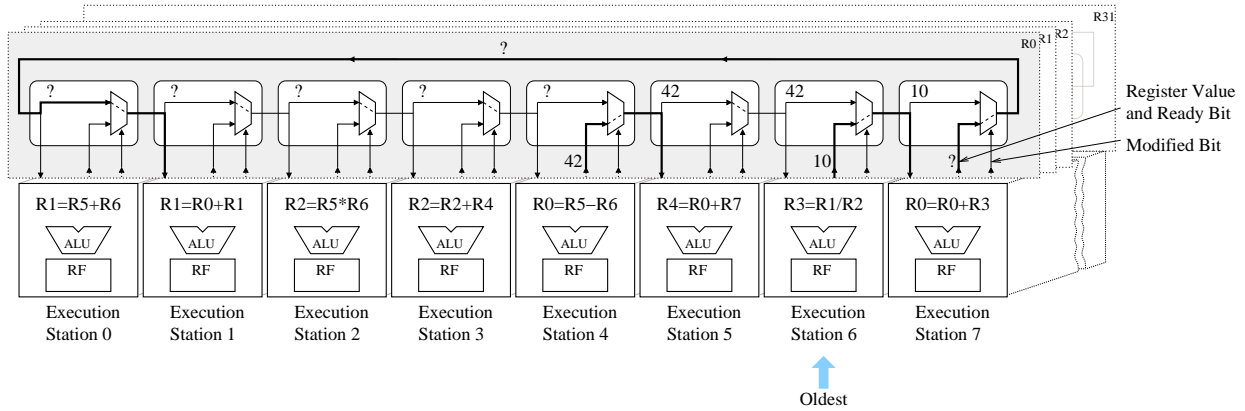 R31
R2
R1
R0
?
? ? ? ? ? 42 42 10
Register Value
and Ready Bit
Modified Bit
42 10 ?
R1=R5+R6 R1=R0+R1 R2=R5*R6 R2=R2+R4 R0=R5−R6 R4=R0+R7 R3=R1/R2 R0=R0+R3
ALU ALU ALU ALU ALU ALU ALU ALU
RF RF RF RF RF RF RF RF
Execution Execution Execution Execution Execution Execution Execution Execution
Station 0 Station 1 Station 2 Station 3 Station 4 Station 5 Station 6 Station 7
Oldest